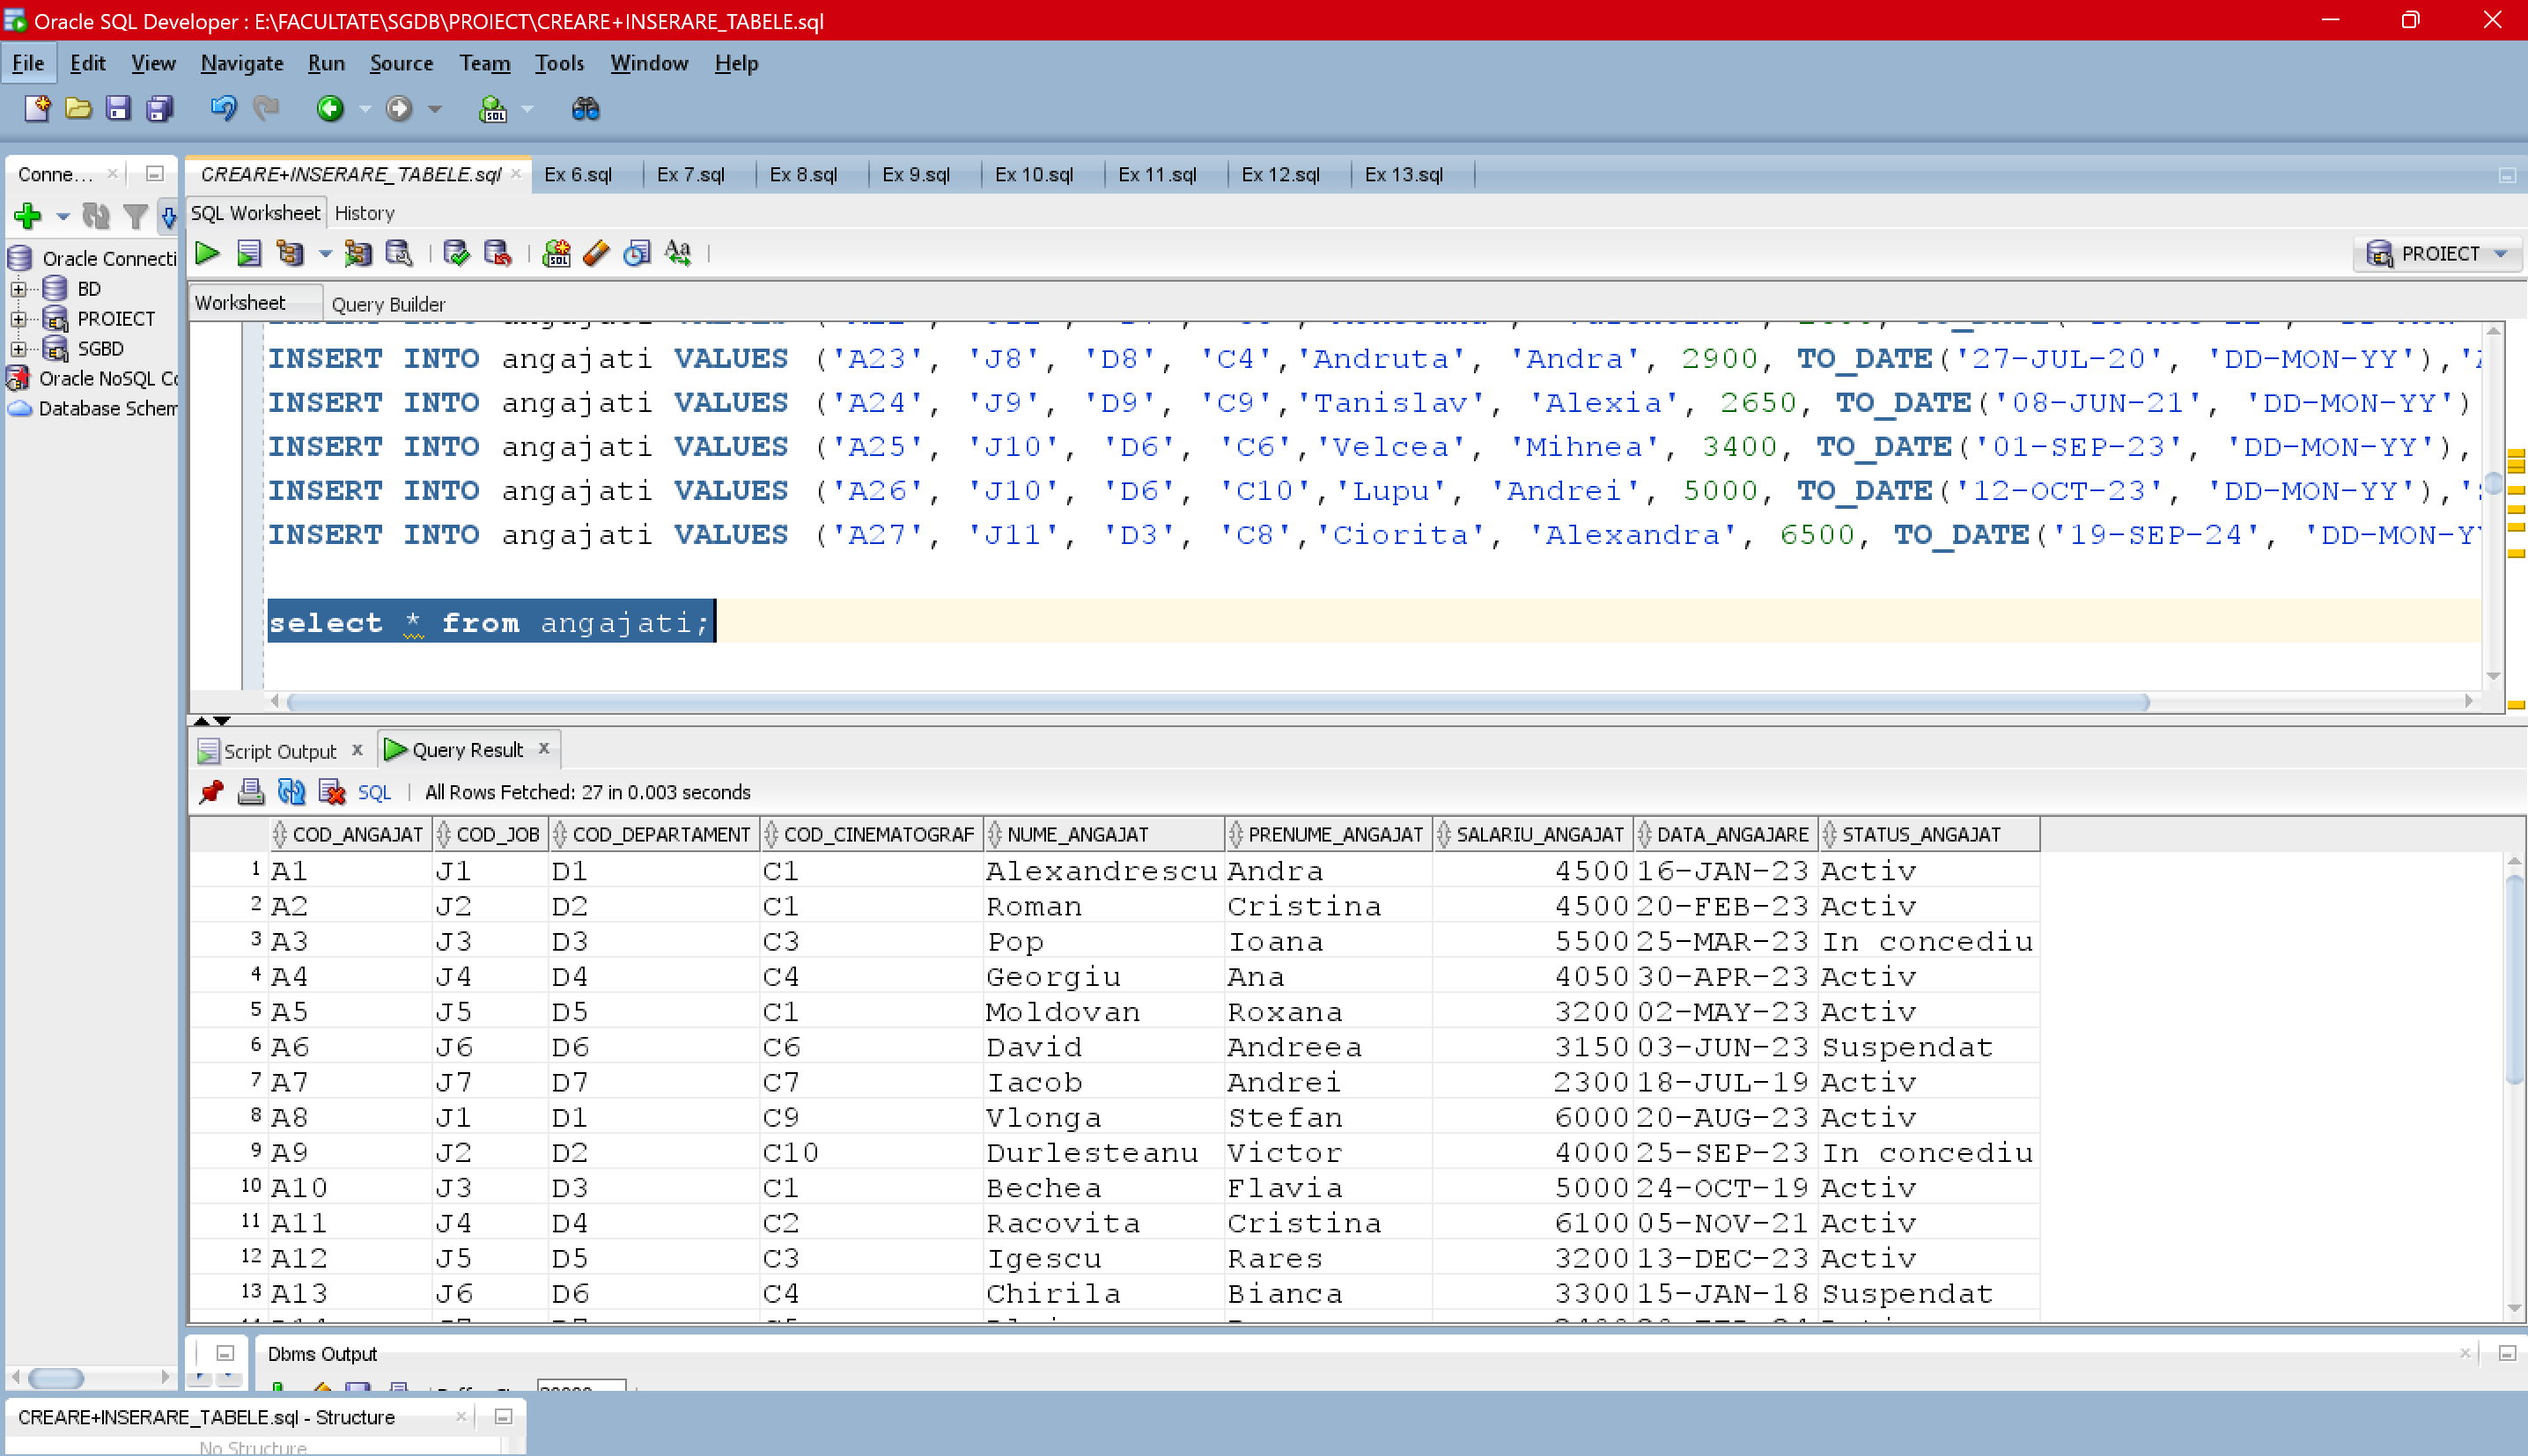 Oracle SQL Developer : E:\FACULTATE\SGDB\PROIECT\CREARE+INSERARE_TABELE.sql
File Edit View Navigate Run Source Team Tools Window Help
Conne...
CREARE+INSERARE_TABELE.sql Ex 6.sql Ex 7.sql Ex 8.sql Ex 9.sql Ex 10.sql Ex 11.sql Ex 12.sql Ex 13.sql
SQL Worksheet History
Oracle Connecti
BD
PROIECT
SGBD
Oracle NoSQL Co
Database Schem
PROIECT
Worksheet Query Builder
INSERT INTO angajati VALUES ('A23', 'J8', 'D8', 'C4','Andruta', 'Andra', 2900, TO_DATE('27-JUL-20', 'DD-MON-YY'),'
INSERT INTO angajati VALUES ('A24', 'J9', 'D9', 'C9','Tanislav', 'Alexia', 2650, TO_DATE('08-JUN-21', 'DD-MON-YY')
INSERT INTO angajati VALUES ('A25', 'J10', 'D6', 'C6','Velcea', 'Mihnea', 3400, TO_DATE('01-SEP-23', 'DD-MON-YY'),
INSERT INTO angajati VALUES ('A26', 'J10', 'D6', 'C10','Lupu', 'Andrei', 5000, TO_DATE('12-OCT-23', 'DD-MON-YY'),'
INSERT INTO angajati VALUES ('A27', 'J11', 'D3', 'C8','Ciorita', 'Alexandra', 6500, TO_DATE('19-SEP-24', 'DD-MON-Y
select * from angajati;
Script Output Query Result
SQL | All Rows Fetched: 27 in 0.003 seconds
COD_ANGAJAT COD_JOB COD_DEPARTAMENT COD_CINEMATOGRAF NUME_ANGAJAT PRENUME_ANGAJAT SALARIU_ANGAJAT DATA_ANGAJARE STATUS_ANGAJAT
1 A1 J1 D1 C1 Alexandrescu Andra 4500 16-JAN-23 Activ
2 A2 J2 D2 C1 Roman Cristina 4500 20-FEB-23 Activ
3 A3 J3 D3 C3 Pop Ioana 5500 25-MAR-23 In concediu
4 A4 J4 D4 C4 Georgiu Ana 4050 30-APR-23 Activ
5 A5 J5 D5 C1 Moldovan Roxana 3200 02-MAY-23 Activ
6 A6 J6 D6 C6 David Andreea 3150 03-JUN-23 Suspendat
7 A7 J7 D7 C7 Iacob Andrei 2300 18-JUL-19 Activ
8 A8 J1 D1 C9 Vlonga Stefan 6000 20-AUG-23 Activ
9 A9 J2 D2 C10 Durlesteanu Victor 4000 25-SEP-23 In concediu
10 A10 J3 D3 C1 Bechea Flavia 5000 24-OCT-19 Activ
11 A11 J4 D4 C2 Racovita Cristina 6100 05-NOV-21 Activ
12 A12 J5 D5 C3 Igescu Rares 3200 13-DEC-23 Activ
13 A13 J6 D6 C4 Chirila Bianca 3300 15-JAN-18 Suspendat
Dbms Output
CREARE+INSERARE_TABELE.sql - Structure
No Structure